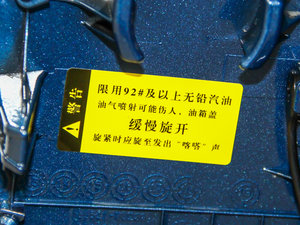 警告
限用92#及以上无铅汽油
油气喷射可能伤人，油箱盖
缓慢旋开
旋紧时应旋至发出“喀嗒”声